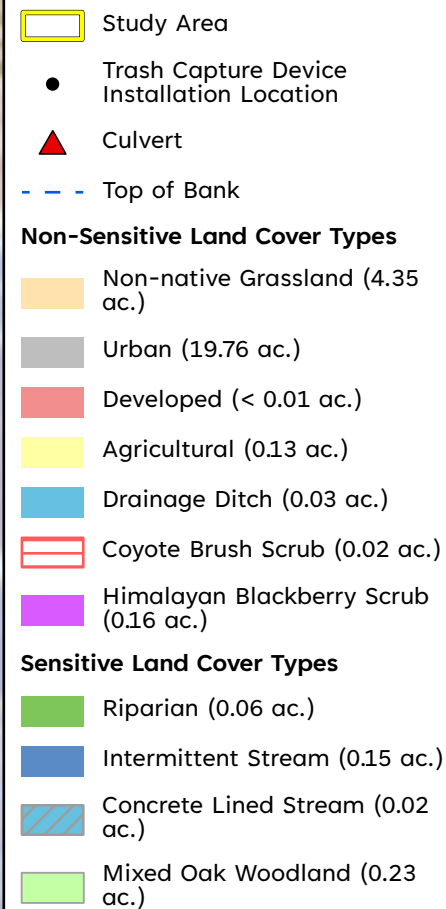 Study Area
Trash Capture Device
Installation Location
Culvert
Top of Bank
Non-Sensitive Land Cover Types
Non-native Grassland (4.35
ac.)
Urban (19.76 ac.)
Developed (< 0.01 ac.)
Agricultural (0.13 ac.)
Drainage Ditch (0.03 ac.)
Coyote Brush Scrub (0.02 ac.)
Himalayan Blackberry Scrub
(0.16 ac.)
Sensitive Land Cover Types
Riparian (0.06 ac.)
Intermittent Stream (0.15 ac.)
Concrete Lined Stream (0.02
ac.)
Mixed Oak Woodland (0.23
ac.)